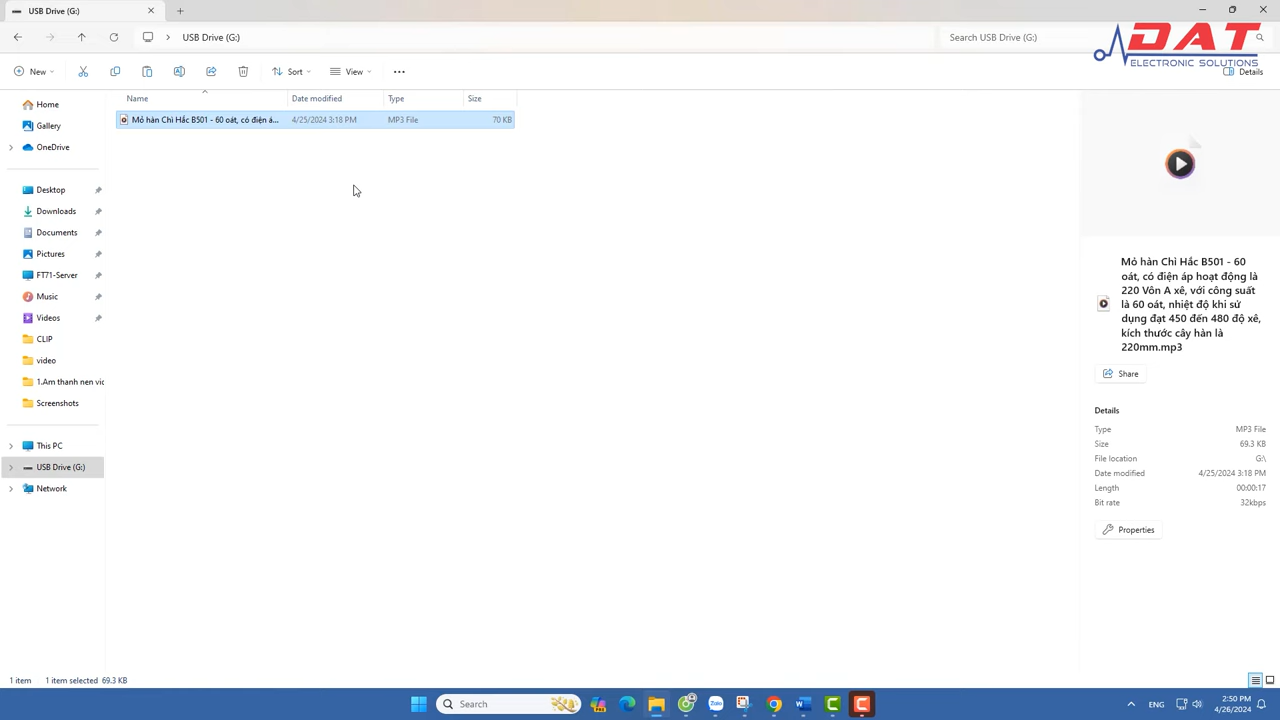 USB Drive (G:)
USB Drive (G:)
Search USB Drive (G:)
DAT
ELECTRONIC SOLUTIONS
New
Sort
View
Details
Name
Date modified
Type
Size
Mỏ hàn Chì Hắc B501 - 60 oát, có điện á...
4/25/2024 3:18 PM
MP3 File
70 KB
Home
Gallery
OneDrive
Desktop
Downloads
Documents
Pictures
FT71-Server
Music
Videos
CLIP
video
1.Am thanh nen vic
Screenshots
This PC
USB Drive (G:)
Network
Mỏ hàn Chì Hắc B501 - 60
oát, có điện áp hoạt động là
220 Vôn A xê, với công suất
là 60 oát, nhiệt độ khi sử
dụng đạt 450 đến 480 độ xê,
kích thước cây hàn là
220mm.mp3
Share
Details
Type
MP3 File
Size
69.3 KB
File location
G:\
Date modified
4/25/2024 3:18 PM
Length
00:00:17
Bit rate
32kbps
Properties
1 item
1 item selected 69.3 KB
Search
Zalo
ENG
2:50 PM
4/26/2024